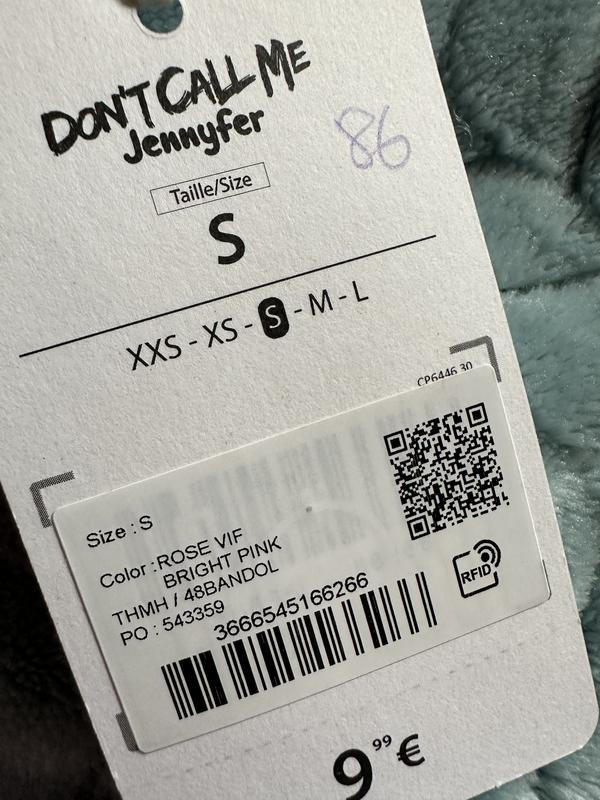 DON'T CALL ME
Jennyfer
86
Taille/Size
S
XXS - XS - S - M - L
CP6446 30
Size : S
Color : ROSE VIF
BRIGHT PINK
THMH / 48BANDOL
PO : 543359
3666545166266
RFID
9,99 €